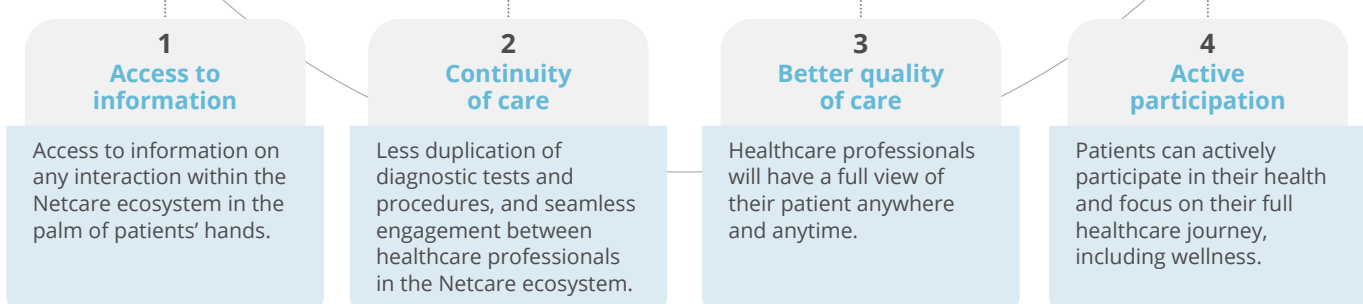 1
Access to
information
Access to information on
any interaction within the
Netcare ecosystem in the
palm of patients’ hands.
2
Continuity
of care
Less duplication of
diagnostic tests and
procedures, and seamless
engagement between
healthcare professionals
in the Netcare ecosystem.
3
Better quality
of care
Healthcare professionals
will have a full view of
their patient anywhere
and anytime.
4
Active
participation
Patients can actively
participate in their health
and focus on their full
healthcare journey,
including wellness.